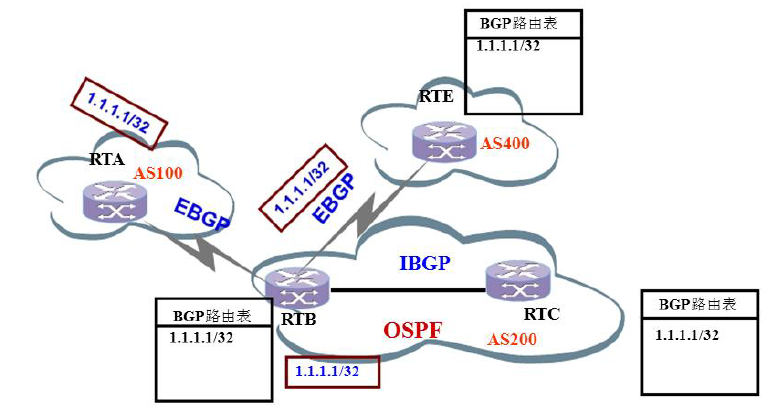 BGP路由表
1.1.1.1/32
RTE
1.1.1.1/32
AS400
RTA
AS100
1.1.1.1/32
EBGP
EBGP
IBGP
RTB
RTC
OSPF
AS200
BGP路由表
1.1.1.1/32
1.1.1.1/32
BGP路由表
1.1.1.1/32